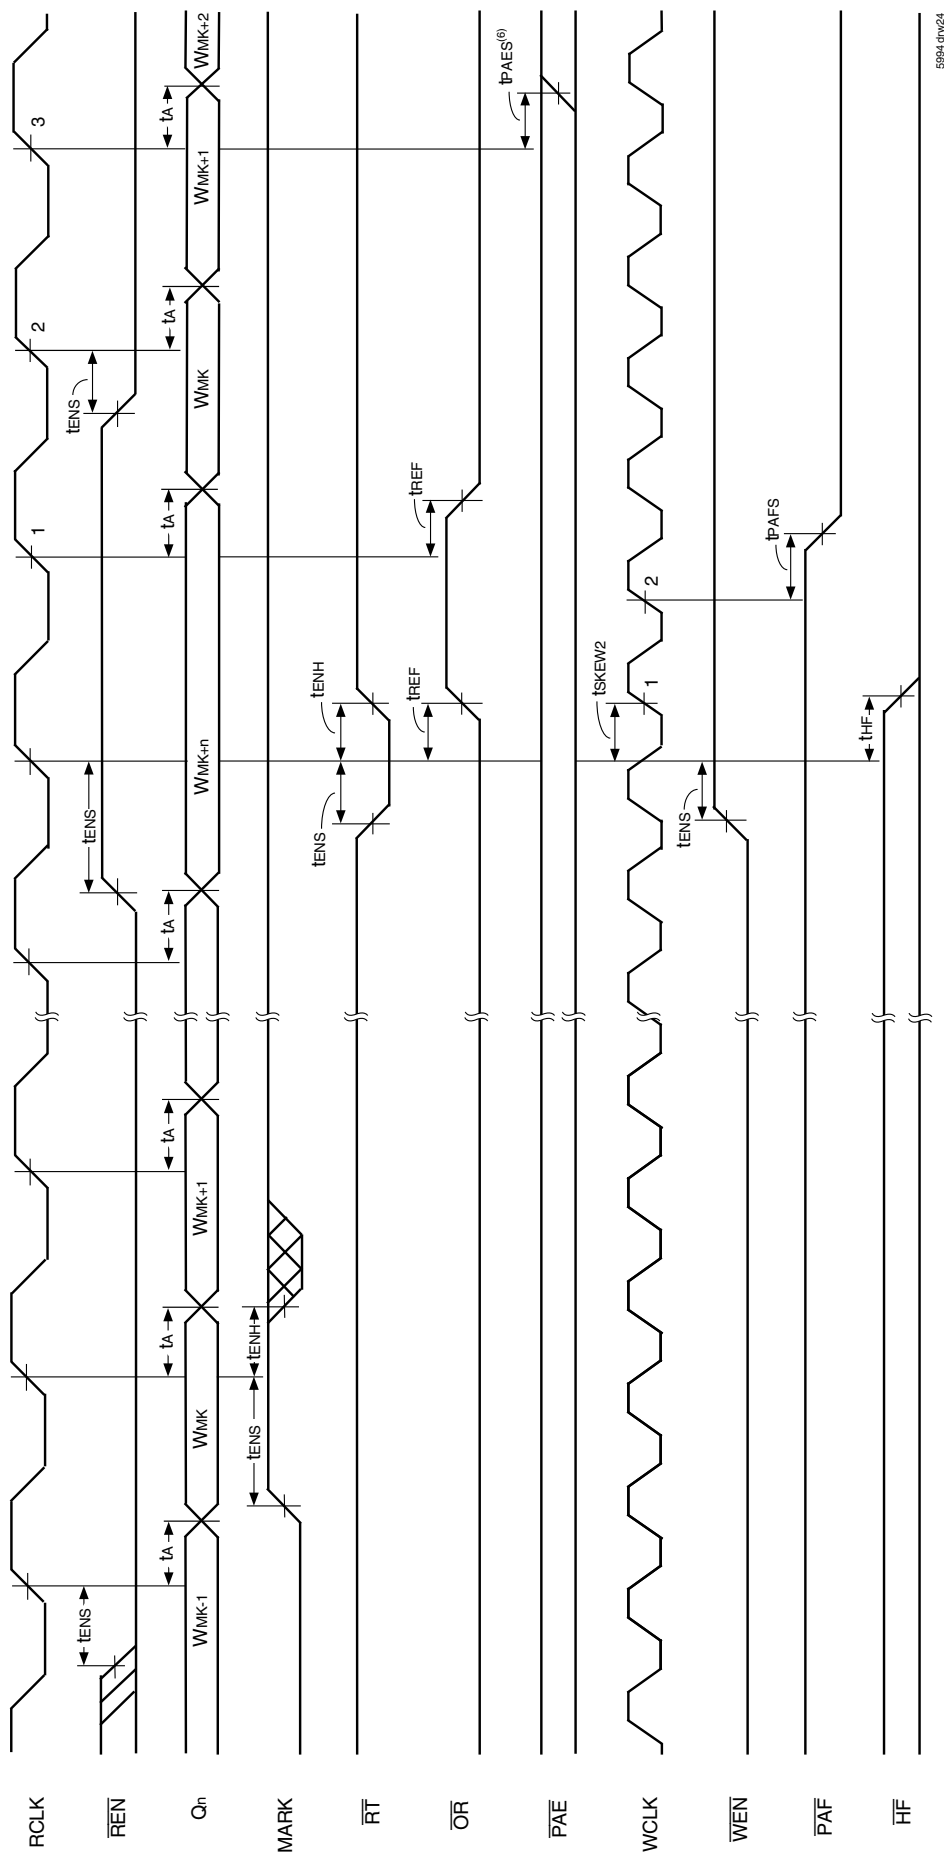 RCLK
1
2
3
REN
tENS
tENS
tENS
Qn
WMK-1
tA
WMK
tA
WMK+1
tA
tA
WMK+n
tA
WMK
tA
WMK+1
tA
WMK+2
MARK
tENS
tENH
RT
tENS
tENH
OR
tREF
tREF
PAE
tPAES(6)
WCLK
tSKEW2
1
2
WEN
tENS
PAF
tPAFS
HF
tHF
5994 drw24